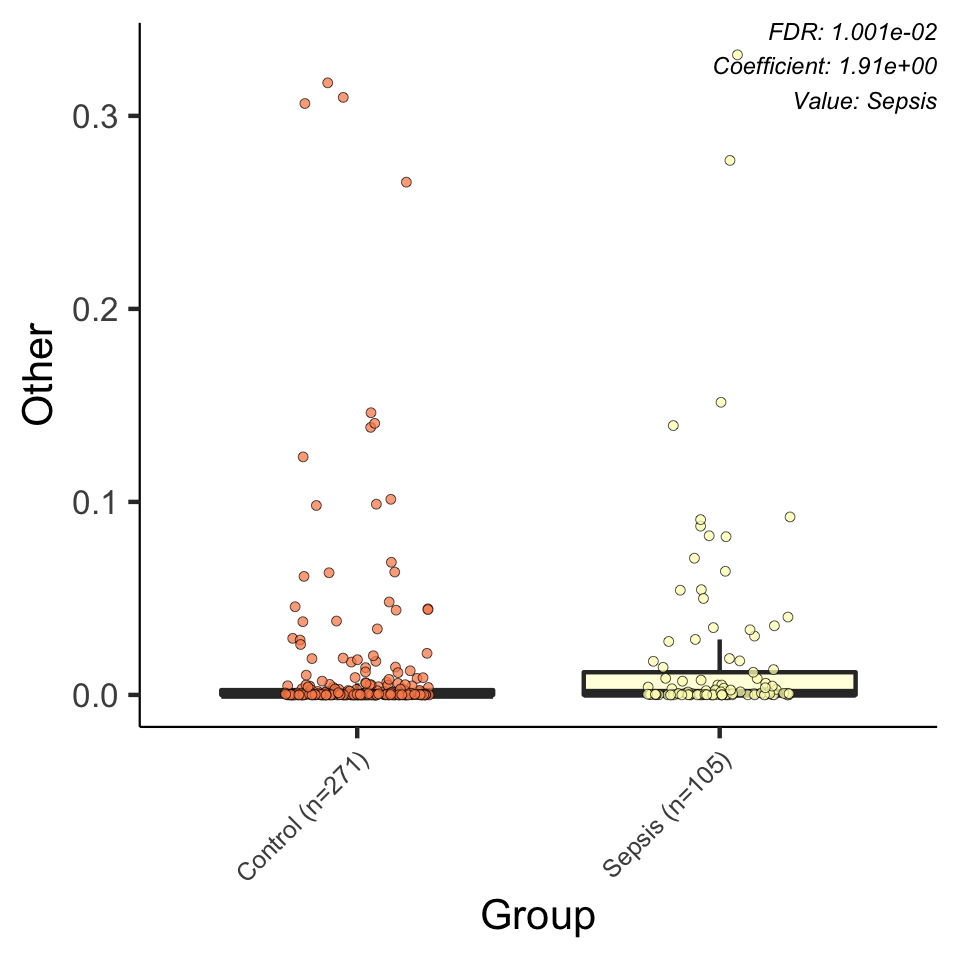 FDR: 1.001e-02
Coefficient: 1.91e+00
Value: Sepsis
0.3
0.2
0.1
0.0
Other
Control (n=271)
Sepsis (n=105)
Group